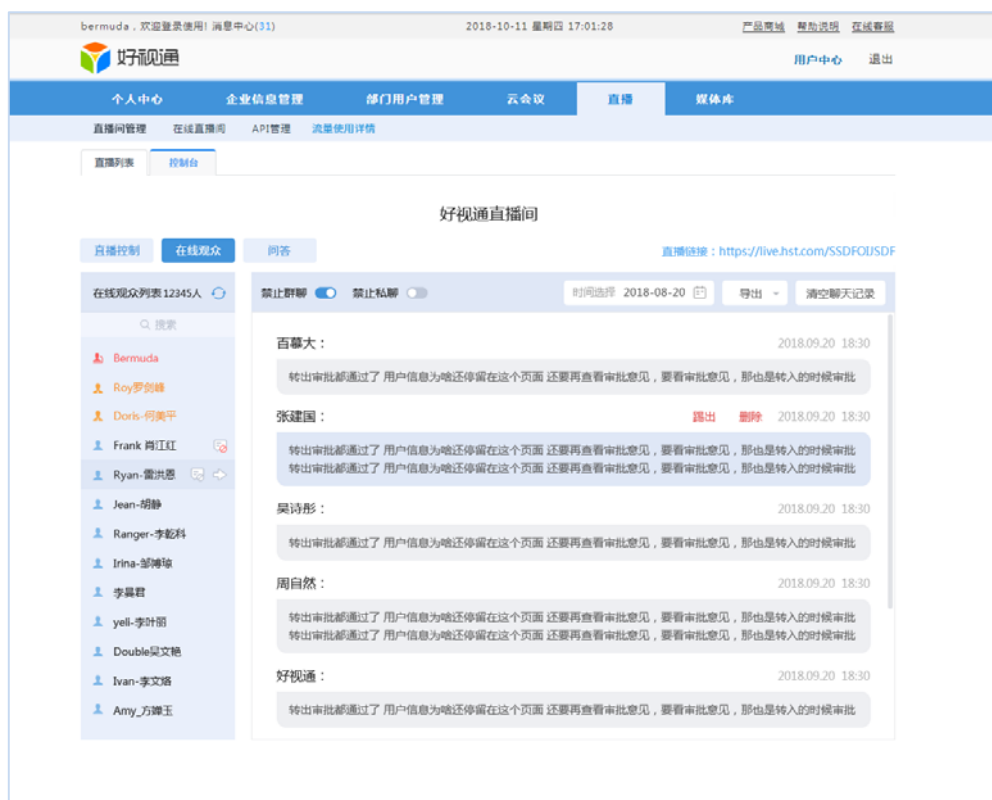 bermuda，欢迎登录使用! 消息中心(31) 2018-10-11 星期四 17:01:28 产品商城 帮助说明 在线客服
好视通 用户中心 退出
个人中心 企业信息管理 部门用户管理 云会议 直播 媒体库
直播间管理 在线直播间 API管理 流量使用详情
直播列表 控制台
好视通直播间
直播控制 在线观众 问答 直播链接：https://live.hst.com/SSDFOIJSDF
在线观众列表12345人 禁止群聊 禁止私聊 时间选择 2018-08-20 导出 清空聊天记录
搜索
Bermuda
Roy罗剑峰
Doris-何美平
Frank 肖江红
Ryan-雷洪恩
Jean-胡静
Ranger-李乾科
Irina-邹博琼
李晨君
yell-李叶丽
Double吴文艳
Ivan-李文烙
Amy_方婵玉
百慕大： 2018.09.20 18:30
转出审批都通过了 用户信息为啥还停留在这个页面 还要再查看审批意见，要看审批意见，那也是转入的时候审批
张建国： 踢出 删除 2018.09.20 18:30
转出审批都通过了 用户信息为啥还停留在这个页面 还要再查看审批意见，要看审批意见，那也是转入的时候审批
转出审批都通过了 用户信息为啥还停留在这个页面 还要再查看审批意见，要看审批意见，那也是转入的时候审批
吴诗彤： 2018.09.20 18:30
转出审批都通过了 用户信息为啥还停留在这个页面 还要再查看审批意见，要看审批意见，那也是转入的时候审批
周自然： 2018.09.20 18:30
转出审批都通过了 用户信息为啥还停留在这个页面 还要再查看审批意见，要看审批意见，那也是转入的时候审批
转出审批都通过了 用户信息为啥还停留在这个页面 还要再查看审批意见，要看审批意见，那也是转入的时候审批
好视通： 2018.09.20 18:30
转出审批都通过了 用户信息为啥还停留在这个页面 还要再查看审批意见，要看审批意见，那也是转入的时候审批